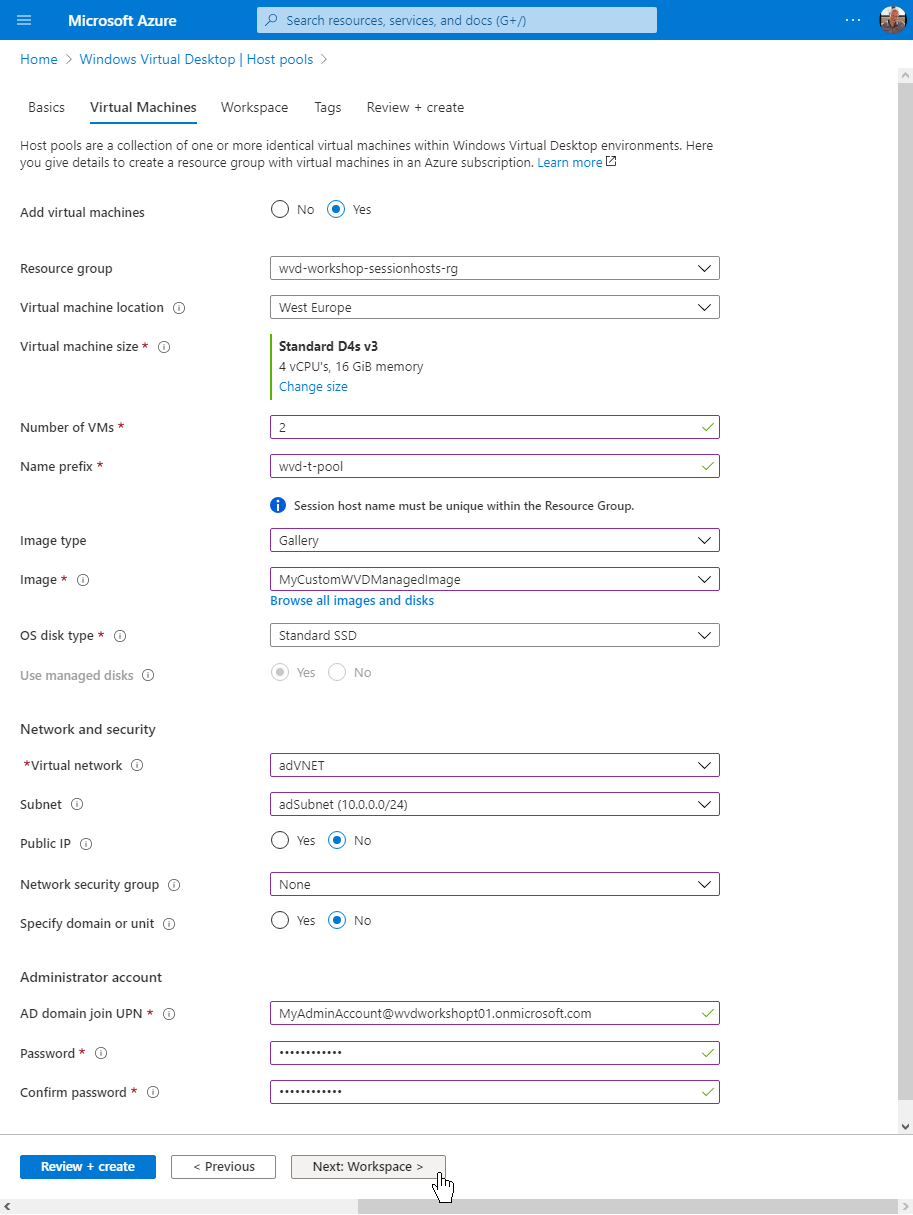 Microsoft Azure
Search resources, services, and docs (G+/)
...
Home > Windows Virtual Desktop | Host pools >
Basics Virtual Machines Workspace Tags Review + create
Host pools are a collection of one or more identical virtual machines within Windows Virtual Desktop environments. Here
you give details to create a resource group with virtual machines in an Azure subscription. Learn more
Add virtual machines No Yes
Resource group wvd-workshop-sessionhosts-rg
Virtual machine location West Europe
Virtual machine size * Standard D4s v3
4 vCPU's, 16 GiB memory
Change size
Number of VMs * 2
Name prefix * wvd-t-pool
Session host name must be unique within the Resource Group.
Image type Gallery
Image * MyCustomWVDManagedImage
Browse all images and disks
OS disk type * Standard SSD
Use managed disks Yes No
Network and security
*Virtual network adVNET
Subnet adSubnet (10.0.0.0/24)
Public IP Yes No
Network security group None
Specify domain or unit Yes No
Administrator account
AD domain join UPN * MyAdminAccount@wvdworkshopt01.onmicrosoft.com
Password * ••••••••••••
Confirm password * ••••••••••••
Review + create < Previous Next: Workspace >